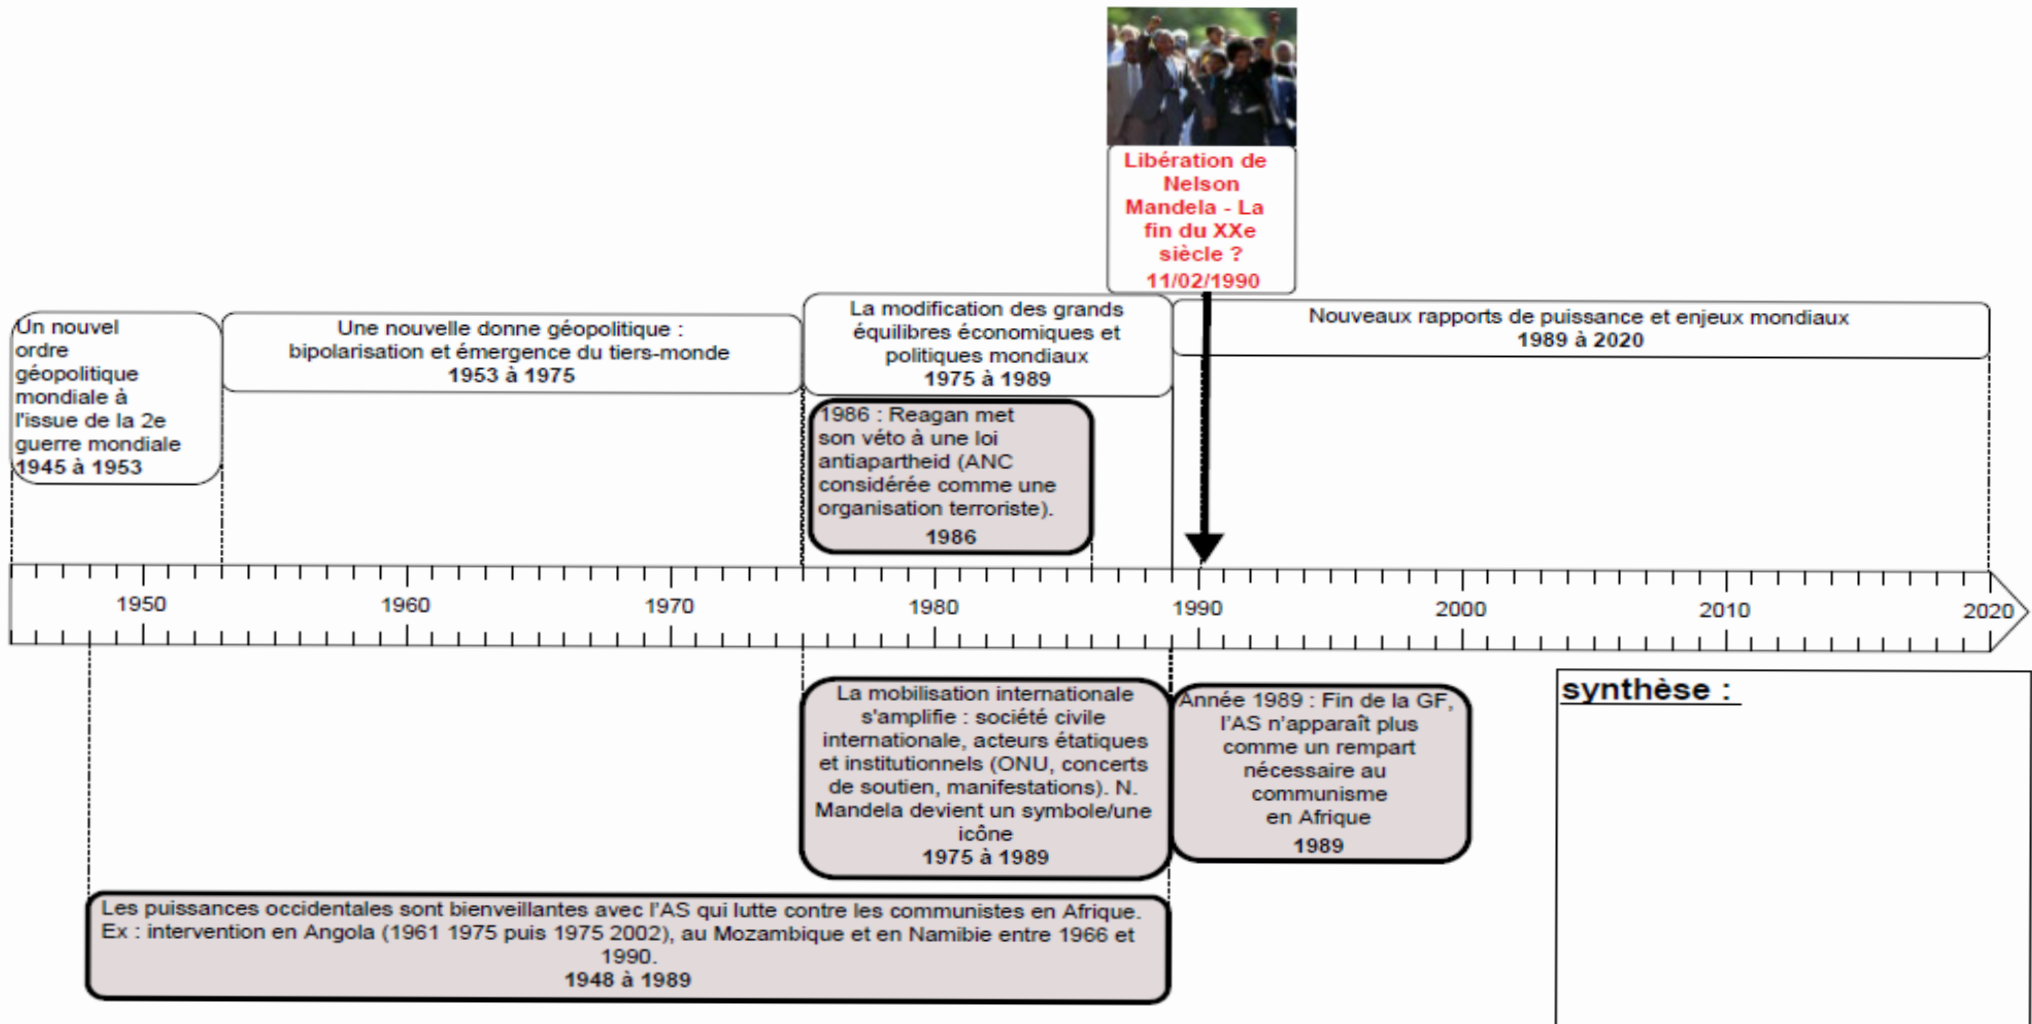 Libération de
Nelson
Mandela - La
fin du XXe
siècle ?
11/02/1990
Un nouvel
ordre
géopolitique
mondiale à
l'issue de la 2e
guerre mondiale
1945 à 1953
Une nouvelle donne géopolitique :
bipolarisation et émergence du tiers-monde
1953 à 1975
La modification des grands
équilibres économiques et
politiques mondiaux
1975 à 1989
Nouveaux rapports de puissance et enjeux mondiaux
1989 à 2020
1986 : Reagan met
son véto à une loi
antiapartheid (ANC
considérée comme une
organisation terroriste).
1986
1950 1960 1970 1980 1990 2000 2010 2020
La mobilisation internationale
s'amplifie : société civile
internationale, acteurs étatiques
et institutionnels (ONU, concerts
de soutien, manifestations). N.
Mandela devient un symbole/une
icône
1975 à 1989
Année 1989 : Fin de la GF,
l'AS n'apparaît plus
comme un rempart
nécessaire au
communisme
en Afrique
1989
synthèse :
Les puissances occidentales sont bienveillantes avec l'AS qui lutte contre les communistes en Afrique.
Ex : intervention en Angola (1961 1975 puis 1975 2002), au Mozambique et en Namibie entre 1966 et
1990.
1948 à 1989